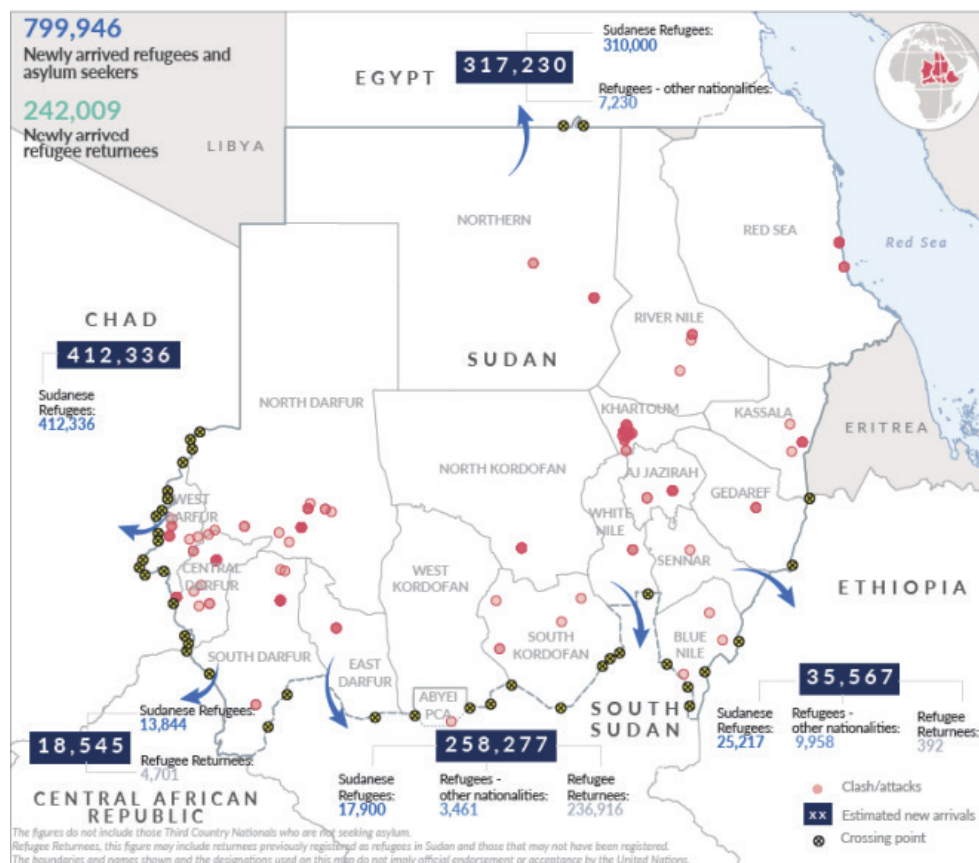 799,946
Newly arrived refugees and
asylum seekers
242,009
Newly arrived
refugee returnees
EGYPT
317,230
Sudanese Refugees:
310,000
Refugees - other nationalities:
7,230
LIBYA
NORTHERN
RED SEA
Red Sea
CHAD
412,336
Sudanese
Refugees:
412,336
SUDAN
RIVER NILE
NORTH DARFUR
KHARTOUM
KASSALA
ERITREA
NORTH KORDOFAN
AJ JAZIRAH
GEDAREF
WEST
DARFUR
WHITE
NILE
SENNAR
CENTRAL
DARFUR
WEST
KORDOFAN
ETHIOPIA
SOUTH DARFUR
EAST
DARFUR
SOUTH
KORDOFAN
BLUE
NILE
ABYEI
PCA
SOUTH
SUDAN
35,567
Sudanese
Refugees:
25,217
Refugees -
other nationalities:
9,958
Refugee
Returnees:
392
Sudanese Refugees:
13,844
18,545
Refugee Returnees:
4,701
CENTRAL AFRICAN
REPUBLIC
258,277
Sudanese
Refugees:
17,900
Refugees -
other nationalities:
3,461
Refugee
Returnees:
236,916
Clash/attacks
xx Estimated new arrivals
Crossing point
The figures do not include those Third Country Nationals who are not seeking asylum.
Refugee Returnees, this figure may include returnees previously registered as refugees in Sudan and those that may not have been registered.
The boundaries and names shown and the designations used on this map do not imply official endorsement or acceptance by the United Nations.